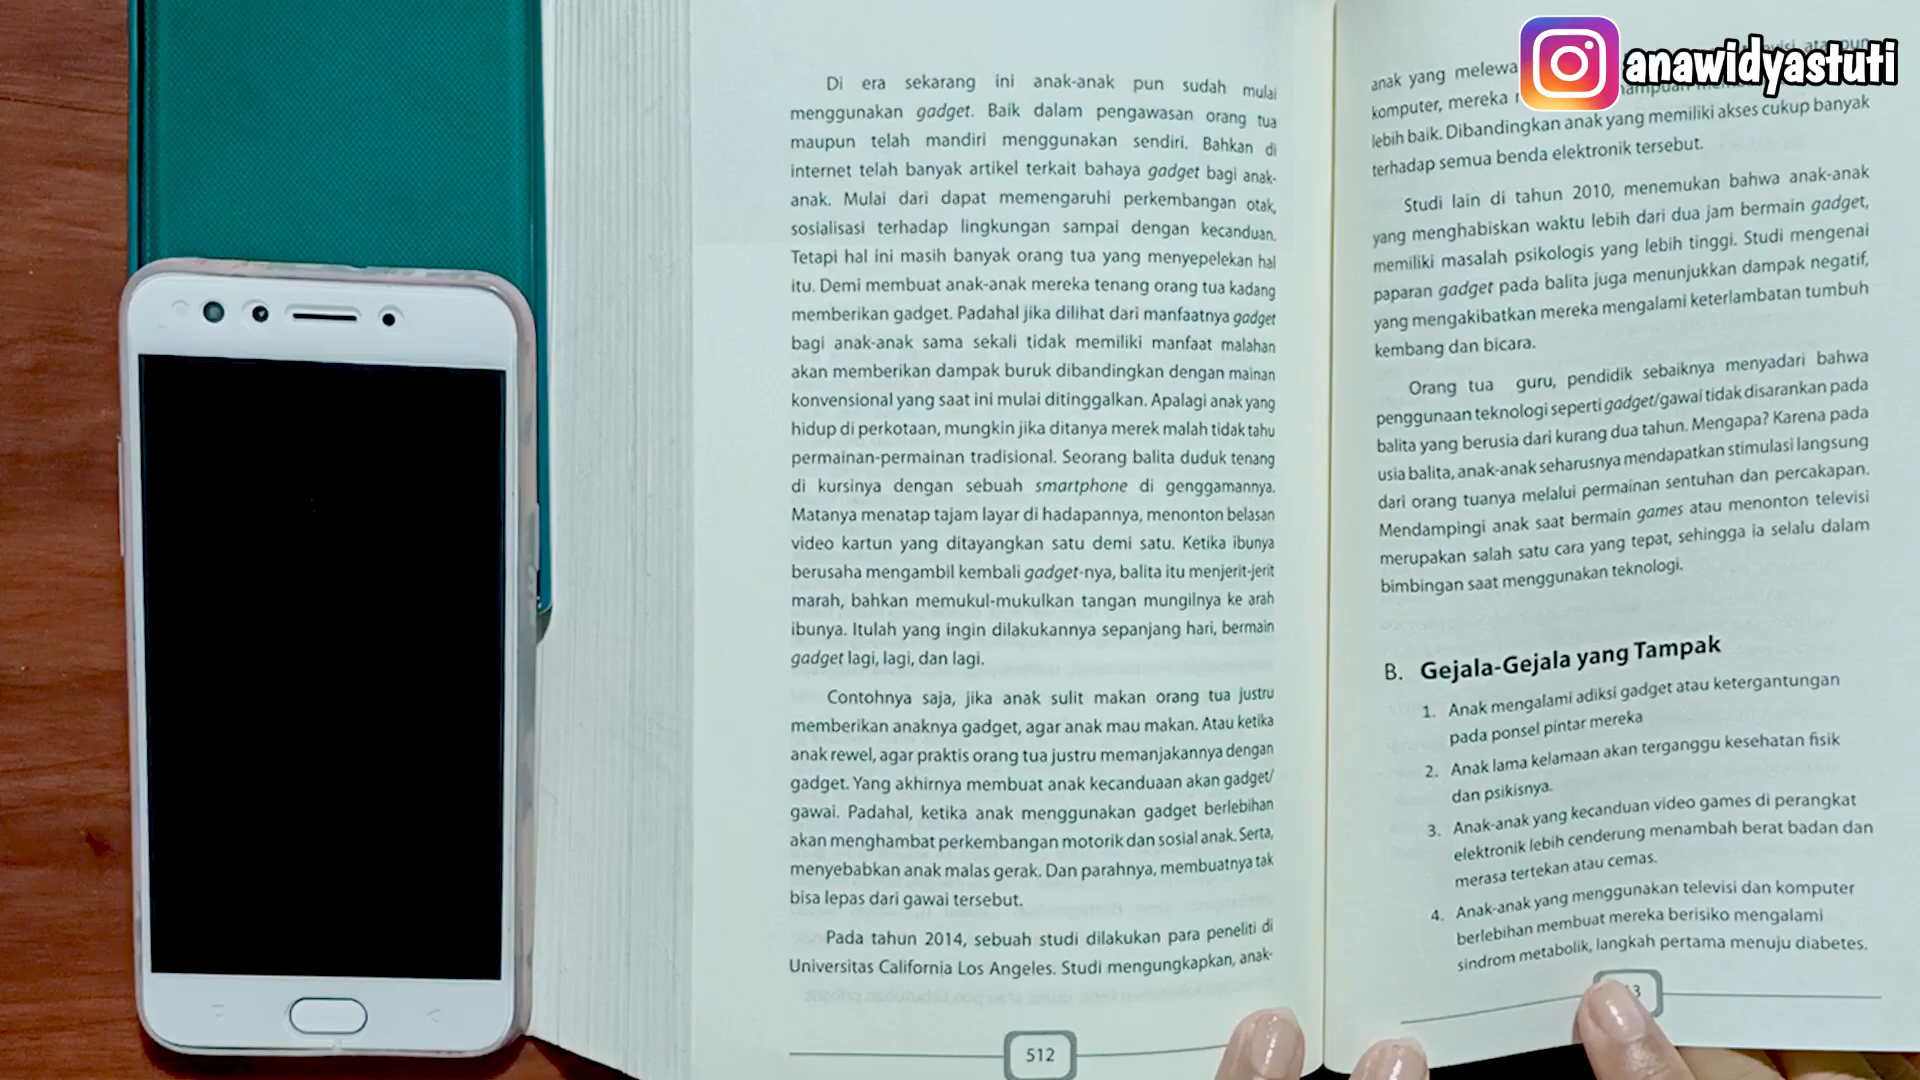 Di era sekarang ini anak-anak pun sudah mulai
menggunakan gadget. Baik dalam pengawasan orang tua
maupun telah mandiri menggunakan sendiri. Bahkan di
internet telah banyak artikel terkait bahaya gadget bagi anak-
anak. Mulai dari dapat memengaruhi perkembangan otak,
sosialisasi terhadap lingkungan sampai dengan kecanduan.
Tetapi hal ini masih banyak orang tua yang menyepelekan hal
itu. Demi membuat anak-anak mereka tenang orang tua kadang
memberikan gadget. Padahal jika dilihat dari manfaatnya gadget
bagi anak-anak sama sekali tidak memiliki manfaat malahan
akan memberikan dampak buruk dibandingkan dengan mainan
konvensional yang saat ini mulai ditinggalkan. Apalagi anak yang
hidup di perkotaan, mungkin jika ditanya merek malah tidak tahu
permainan-permainan tradisional. Seorang balita duduk tenang
di kursinya dengan sebuah smartphone di genggamannya.
Matanya menatap tajam layar di hadapannya, menonton belasan
video kartun yang ditayangkan satu demi satu. Ketika ibunya
berusaha mengambil kembali gadget-nya, balita itu menjerit-jerit
marah, bahkan memukul-mukulkan tangan mungilnya ke arah
ibunya. Itulah yang ingin dilakukannya sepanjang hari, bermain
gadget lagi, lagi, dan lagi.
Contohnya saja, jika anak sulit makan orang tua justru
memberikan anaknya gadget, agar anak mau makan. Atau ketika
anak rewel, agar praktis orang tua justru memanjakannya dengan
gadget. Yang akhirnya membuat anak kecanduaan akan gadget/
gawai. Padahal, ketika anak menggunakan gadget berlebihan
akan menghambat perkembangan motorik dan sosial anak. Serta,
menyebabkan anak malas gerak. Dan parahnya, membuatnya tak
bisa lepas dari gawai tersebut.
Pada tahun 2014, sebuah studi dilakukan para peneliti di
Universitas California Los Angeles. Studi mengungkapkan, anak-
512
anawidyastuti
anak yang melewa
komputer, mereka
lebih baik. Dibandingkan anak yang memiliki akses cukup banyak
terhadap semua benda elektronik tersebut.
Studi lain di tahun 2010, menemukan bahwa anak-anak
yang menghabiskan waktu lebih dari dua jam bermain gadget,
memiliki masalah psikologis yang lebih tinggi. Studi mengenai
paparan gadget pada balita juga menunjukkan dampak negatif,
yang mengakibatkan mereka mengalami keterlambatan tumbuh
kembang dan bicara.
Orang tua guru, pendidik sebaiknya menyadari bahwa
penggunaan teknologi seperti gadget/gawai tidak disarankan pada
balita yang berusia dari kurang dua tahun. Mengapa? Karena pada
usia balita, anak-anak seharusnya mendapatkan stimulasi langsung
dari orang tuanya melalui permainan sentuhan dan percakapan.
Mendampingi anak saat bermain games atau menonton televisi
merupakan salah satu cara yang tepat, sehingga ia selalu dalam
bimbingan saat menggunakan teknologi.
B. Gejala-Gejala yang Tampak
1. Anak mengalami adiksi gadget atau ketergantungan
pada ponsel pintar mereka
2. Anak lama kelamaan akan terganggu kesehatan fisik
dan psikisnya.
3. Anak-anak yang kecanduan video games di perangkat
elektronik lebih cenderung menambah berat badan dan
merasa tertekan atau cemas.
4. Anak-anak yang menggunakan televisi dan komputer
berlebihan membuat mereka berisiko mengalami
sindrom metabolik, langkah pertama menuju diabetes.